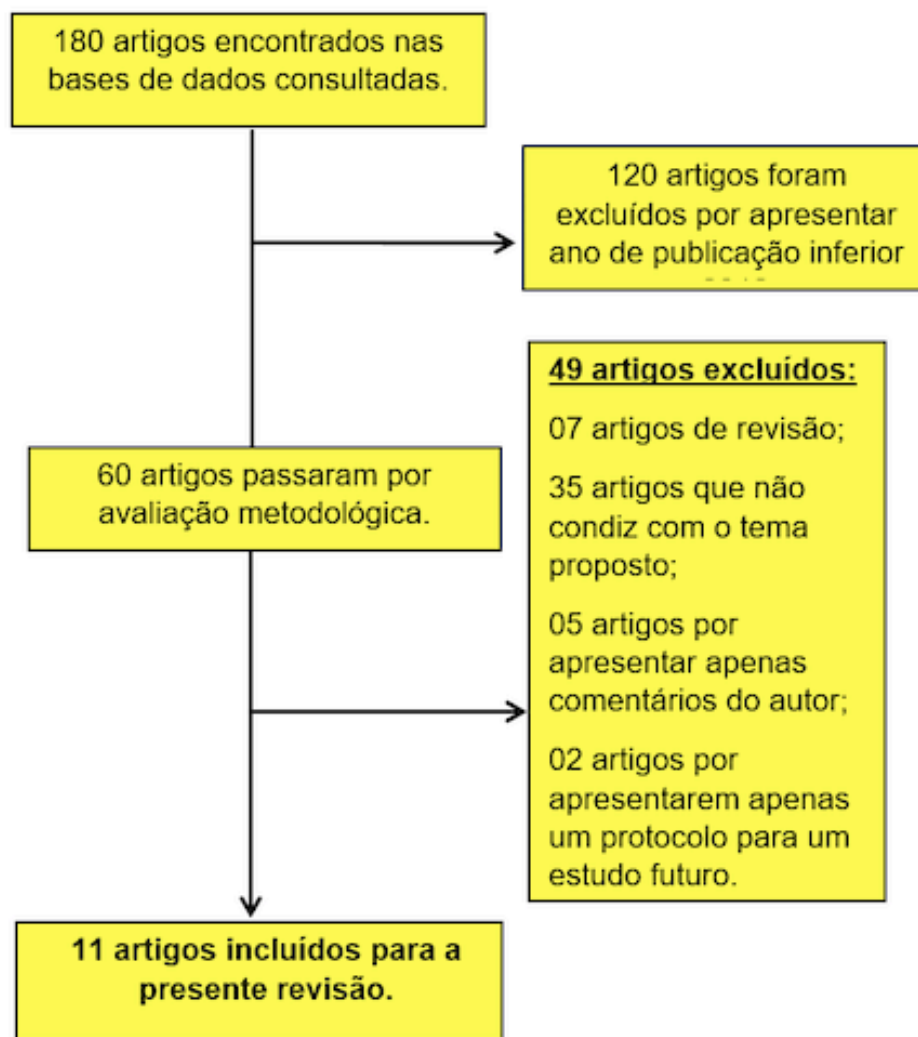 180 artigos encontrados nas
bases de dados consultadas.
120 artigos foram
excluídos por apresentar
ano de publicação inferior
60 artigos passaram por
avaliação metodológica.
49 artigos excluídos:
07 artigos de revisão;
35 artigos que não
condiz com o tema
proposto;
05 artigos por
apresentar apenas
comentários do autor;
02 artigos por
apresentarem apenas
um protocolo para um
estudo futuro.
11 artigos incluídos para a
presente revisão.